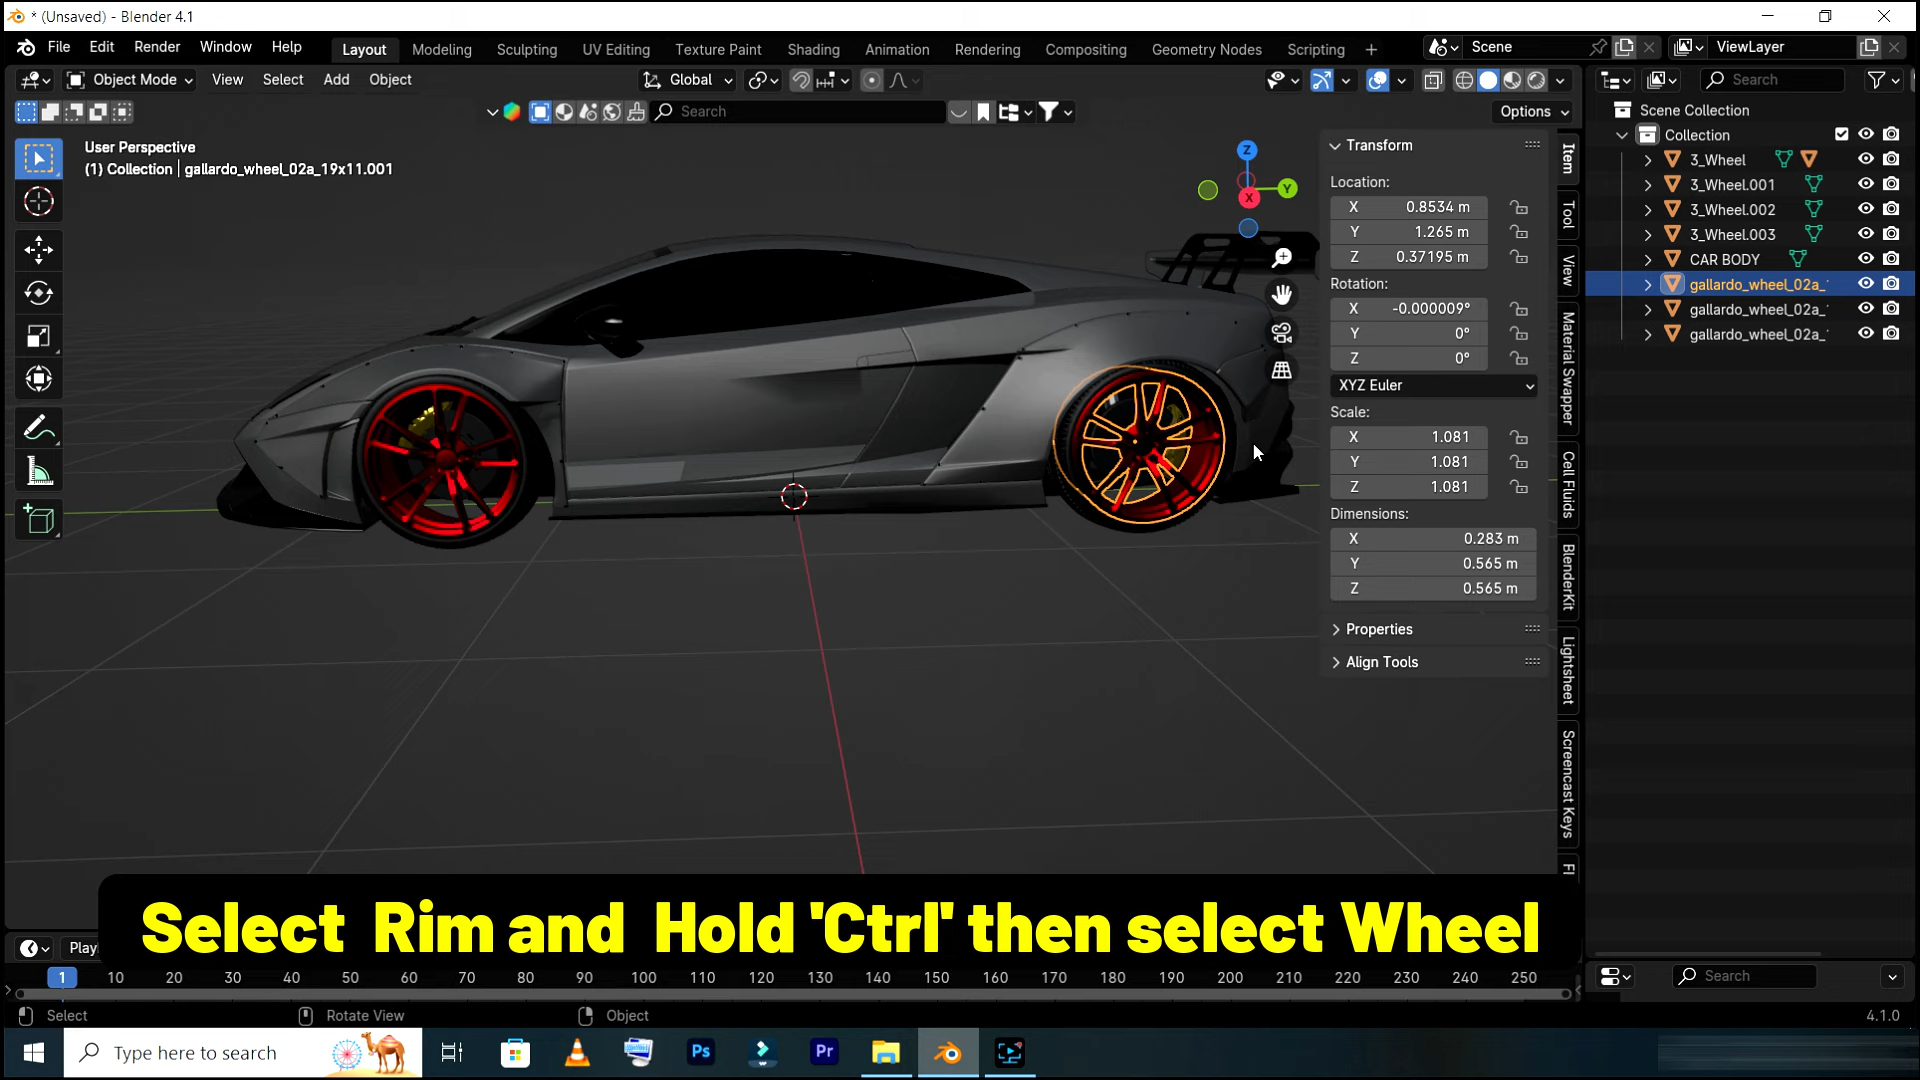 * (Unsaved) - Blender 4.1
File Edit Render Window Help
Layout Modeling Sculpting UV Editing Texture Paint Shading Animation Rendering Compositing Geometry Nodes Scripting +
Scene
ViewLayer
Object Mode View Select Add Object
Global
Search
Search
Options
User Perspective
(1) Collection | gallardo_wheel_02a_19x11.001
Z
Y
X
Transform
Location:
X 0.8534 m
Y 1.265 m
Z 0.37195 m
Rotation:
X -0.000009°
Y 0°
Z 0°
XYZ Euler
Scale:
X 1.081
Y 1.081
Z 1.081
Dimensions:
X 0.283 m
Y 0.565 m
Z 0.565 m
Properties
Align Tools
Item
Tool
View
Material Swapper
Cell Fluids
BlenderKit
Lightsheet
Screencast Keys
Fl
Scene Collection
Collection
3_Wheel
3_Wheel.001
3_Wheel.002
3_Wheel.003
CAR BODY
gallardo_wheel_02a_
gallardo_wheel_02a_
gallardo_wheel_02a_
Select Rim and Hold 'Ctrl' then select Wheel
Play
1 10 20 30 40 50 60 70 80 90 100 110 120 130 140 150 160 170 180 190 200 210 220 230 240 250
Search
Select Rotate View Object
4.1.0
Type here to search
Ps
Pr